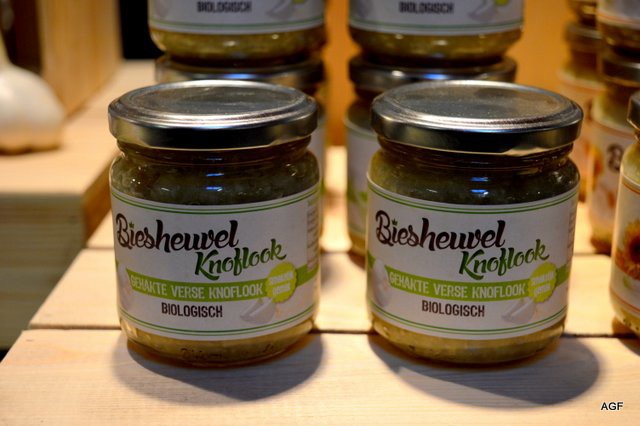 BIOLOGISCH
BIOLOGISCH
Biesheuvel
Knoflook
GEHAKTE VERSE KNOFLOOK
BIOLOGISCH
Biesheuvel
Knoflook
GEHAKTE VERSE KNOFLOOK
BIOLOGISCH
AGF